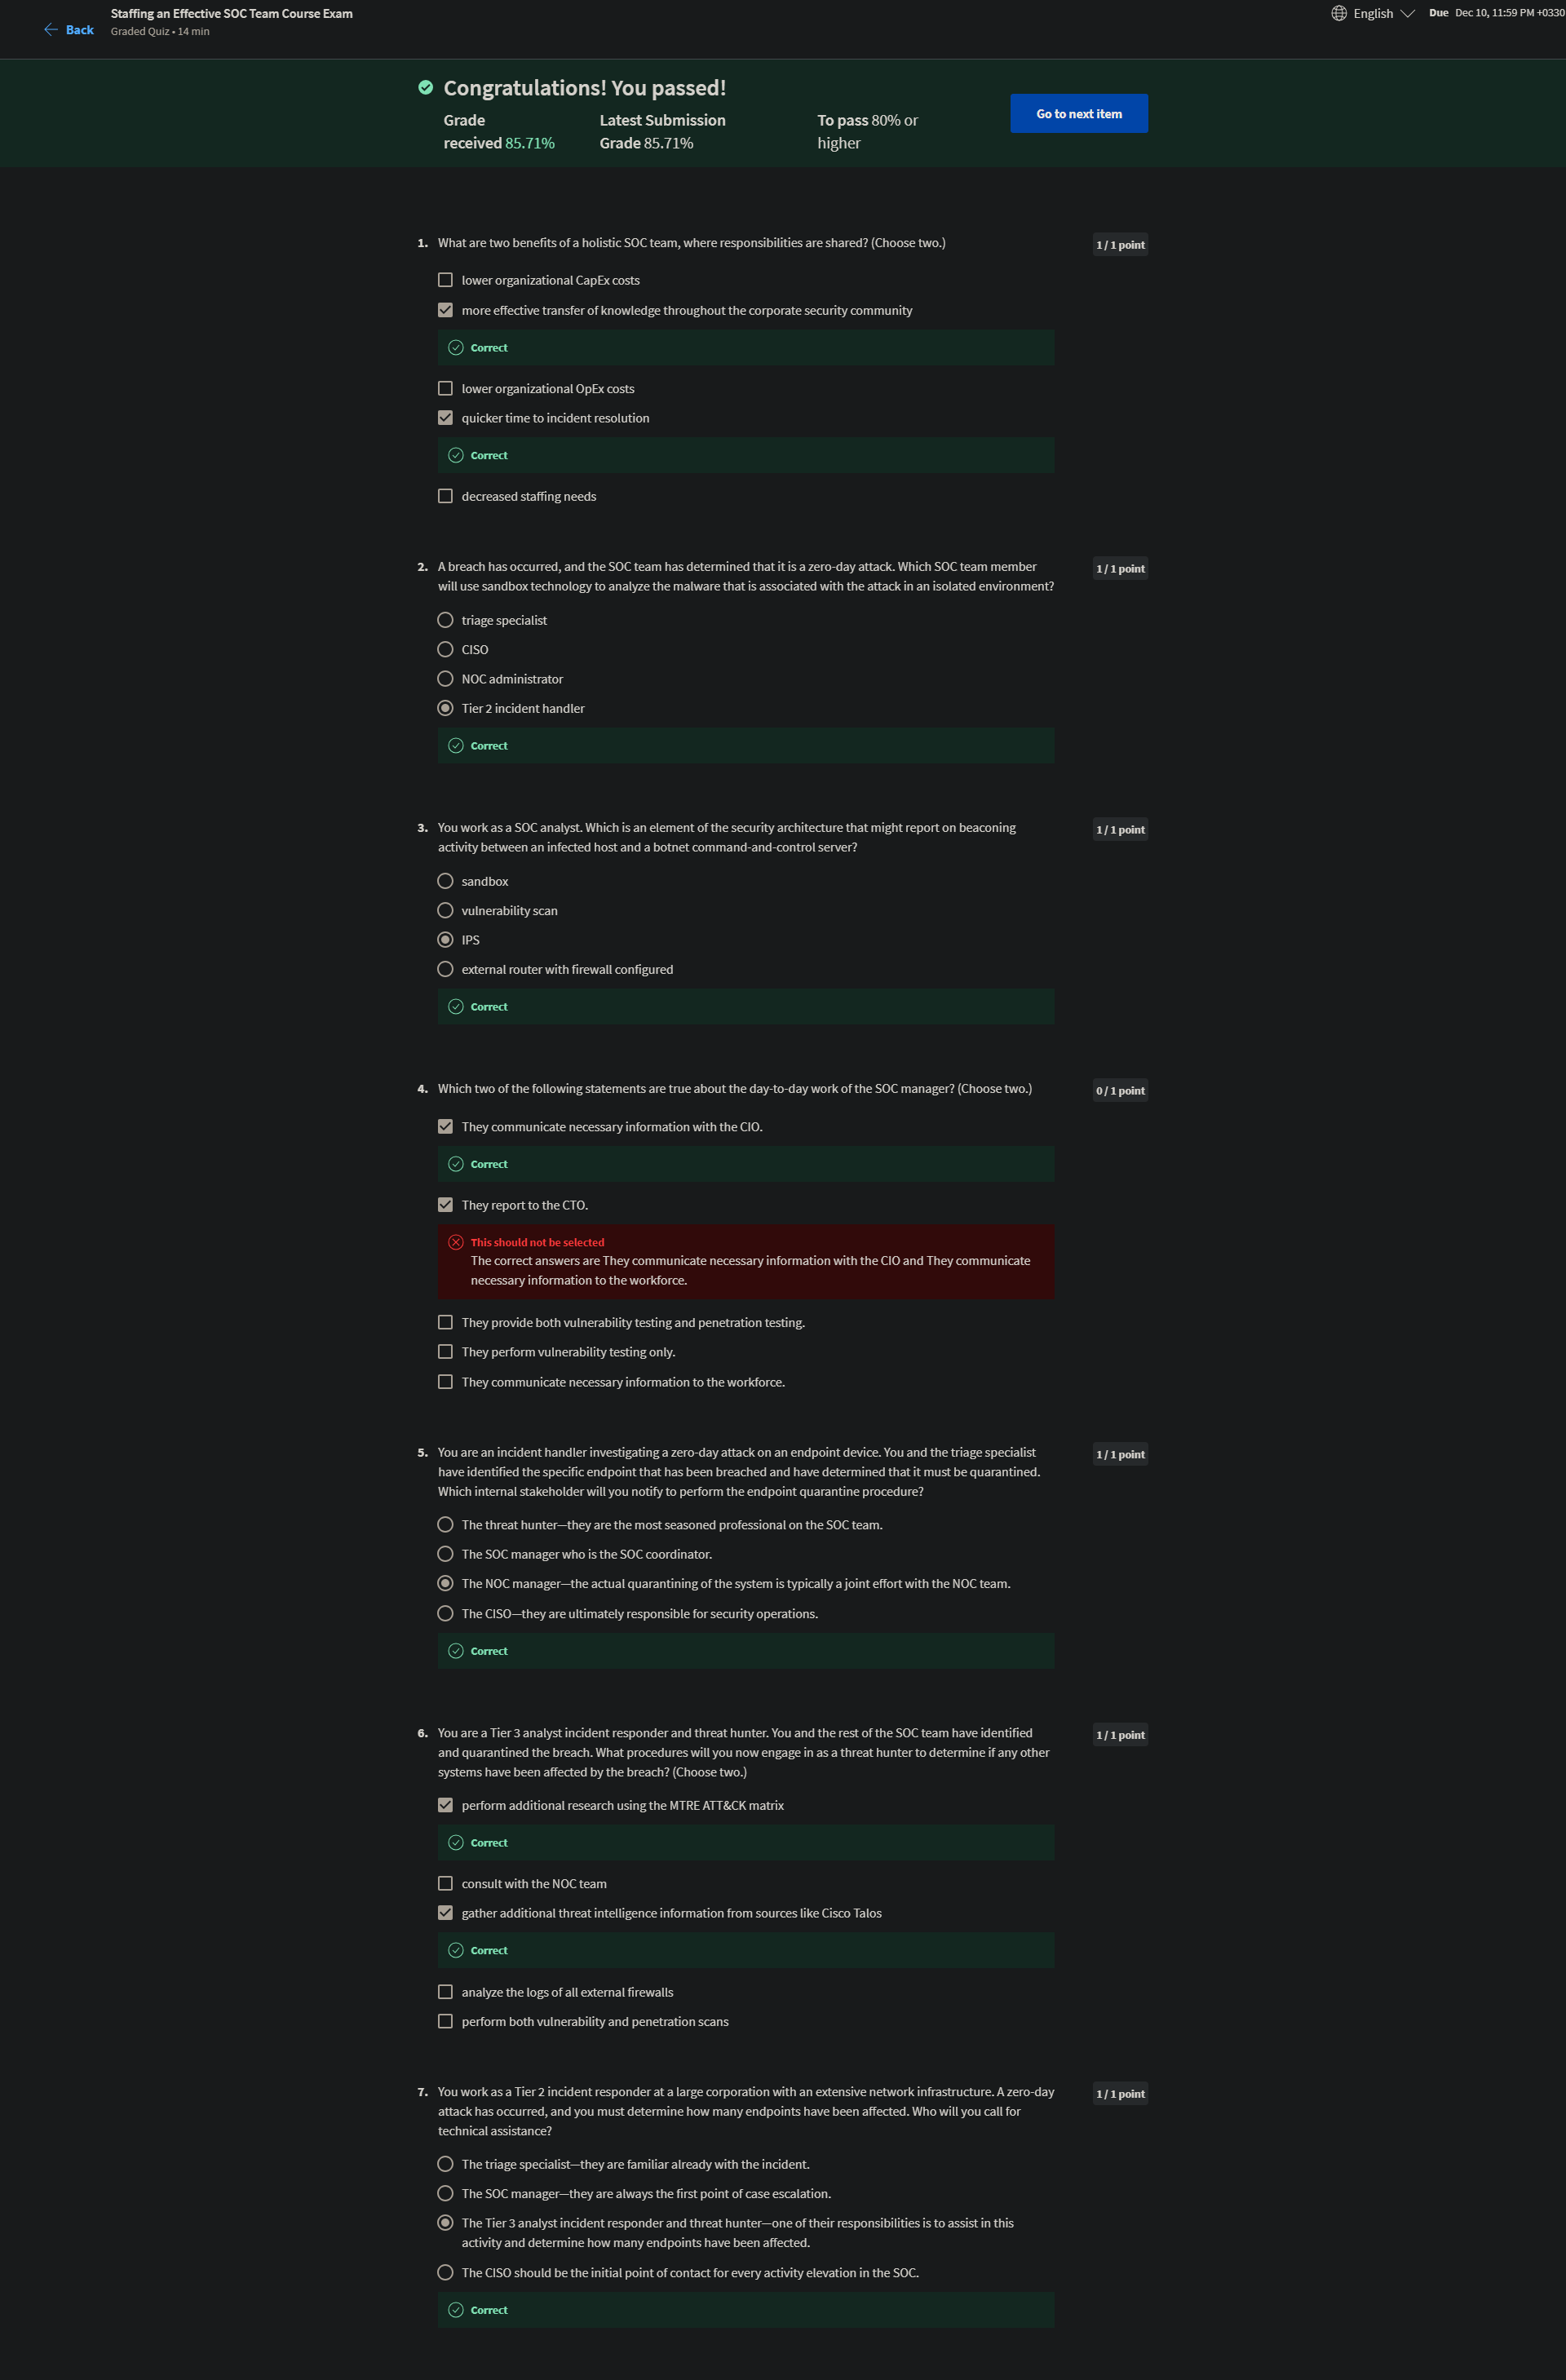 Back
Staffing an Effective SOC Team Course Exam
Graded Quiz • 14 min
English
Due Dec 10, 11:59 PM +0330
Congratulations! You passed!
Grade
received 85.71%
Latest Submission
Grade 85.71%
To pass 80% or
higher
Go to next item
1. What are two benefits of a holistic SOC team, where responsibilities are shared? (Choose two.)
1 / 1 point
lower organizational CapEx costs
more effective transfer of knowledge throughout the corporate security community
Correct
lower organizational OpEx costs
quicker time to incident resolution
Correct
decreased staffing needs
2. A breach has occurred, and the SOC team has determined that it is a zero-day attack. Which SOC team member
will use sandbox technology to analyze the malware that is associated with the attack in an isolated environment?
1 / 1 point
triage specialist
CISO
NOC administrator
Tier 2 incident handler
Correct
3. You work as a SOC analyst. Which is an element of the security architecture that might report on beaconing
activity between an infected host and a botnet command-and-control server?
1 / 1 point
sandbox
vulnerability scan
IPS
external router with firewall configured
Correct
4. Which two of the following statements are true about the day-to-day work of the SOC manager? (Choose two.)
0 / 1 point
They communicate necessary information with the CIO.
Correct
They report to the CTO.
This should not be selected
The correct answers are They communicate necessary information with the CIO and They communicate
necessary information to the workforce.
They provide both vulnerability testing and penetration testing.
They perform vulnerability testing only.
They communicate necessary information to the workforce.
5. You are an incident handler investigating a zero-day attack on an endpoint device. You and the triage specialist
have identified the specific endpoint that has been breached and have determined that it must be quarantined.
Which internal stakeholder will you notify to perform the endpoint quarantine procedure?
1 / 1 point
The threat hunter—they are the most seasoned professional on the SOC team.
The SOC manager who is the SOC coordinator.
The NOC manager—the actual quarantining of the system is typically a joint effort with the NOC team.
The CISO—they are ultimately responsible for security operations.
Correct
6. You are a Tier 3 analyst incident responder and threat hunter. You and the rest of the SOC team have identified
and quarantined the breach. What procedures will you now engage in as a threat hunter to determine if any other
systems have been affected by the breach? (Choose two.)
1 / 1 point
perform additional research using the MTRE ATT&CK matrix
Correct
consult with the NOC team
gather additional threat intelligence information from sources like Cisco Talos
Correct
analyze the logs of all external firewalls
perform both vulnerability and penetration scans
7. You work as a Tier 2 incident responder at a large corporation with an extensive network infrastructure. A zero-day
attack has occurred, and you must determine how many endpoints have been affected. Who will you call for
technical assistance?
1 / 1 point
The triage specialist—they are familiar already with the incident.
The SOC manager—they are always the first point of case escalation.
The Tier 3 analyst incident responder and threat hunter—one of their responsibilities is to assist in this
activity and determine how many endpoints have been affected.
The CISO should be the initial point of contact for every activity elevation in the SOC.
Correct